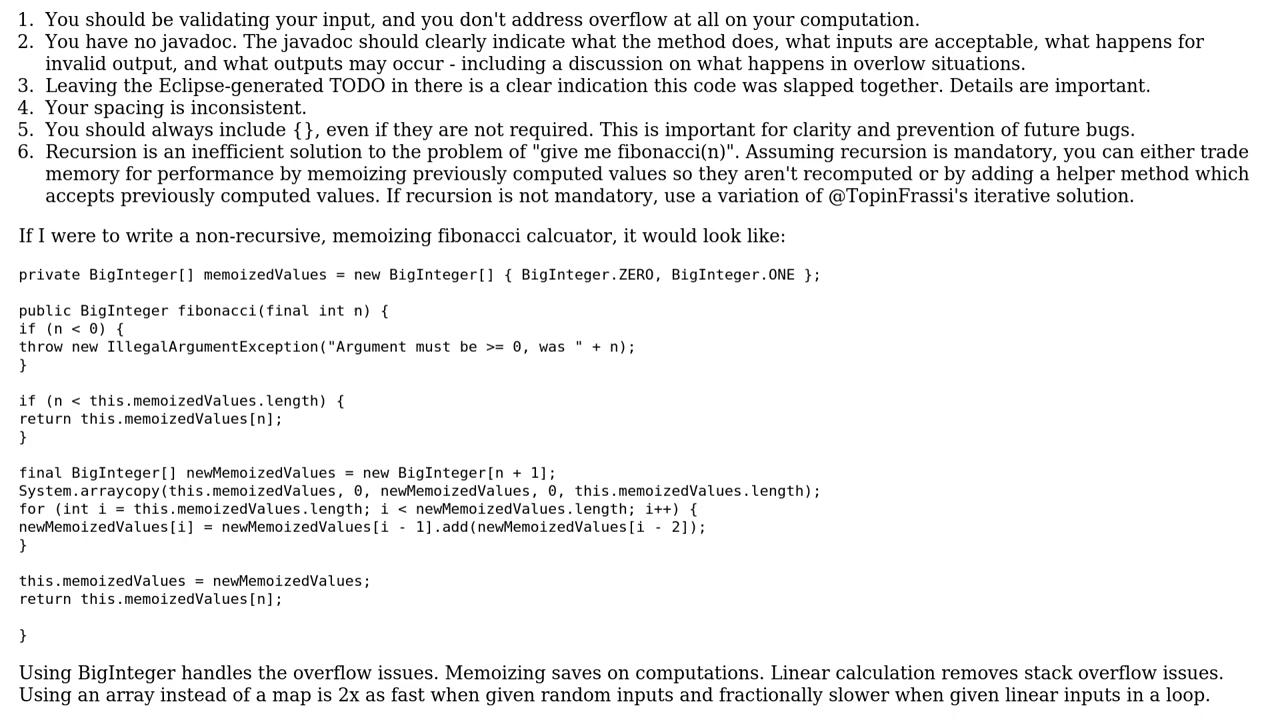 1. You should be validating your input, and you don't address overflow at all on your computation.
2. You have no javadoc. The javadoc should clearly indicate what the method does, what inputs are acceptable, what happens for
invalid output, and what outputs may occur - including a discussion on what happens in overlow situations.
3. Leaving the Eclipse-generated TODO in there is a clear indication this code was slapped together. Details are important.
4. Your spacing is inconsistent.
5. You should always include {}, even if they are not required. This is important for clarity and prevention of future bugs.
6. Recursion is an inefficient solution to the problem of "give me fibonacci(n)". Assuming recursion is mandatory, you can either trade
memory for performance by memoizing previously computed values so they aren't recomputed or by adding a helper method which
accepts previously computed values. If recursion is not mandatory, use a variation of @TopinFrassi's iterative solution.
If I were to write a non-recursive, memoizing fibonacci calcuator, it would look like:
private BigInteger[] memoizedValues = new BigInteger[] { BigInteger.ZERO, BigInteger.ONE };
public BigInteger fibonacci(final int n) {
if (n < 0) {
throw new IllegalArgumentException("Argument must be >= 0, was " + n);
}
if (n < this.memoizedValues.length) {
return this.memoizedValues[n];
}
final BigInteger[] newMemoizedValues = new BigInteger[n + 1];
System.arraycopy(this.memoizedValues, 0, newMemoizedValues, 0, this.memoizedValues.length);
for (int i = this.memoizedValues.length; i < newMemoizedValues.length; i++) {
newMemoizedValues[i] = newMemoizedValues[i - 1].add(newMemoizedValues[i - 2]);
}
this.memoizedValues = newMemoizedValues;
return this.memoizedValues[n];
}
Using BigInteger handles the overflow issues. Memoizing saves on computations. Linear calculation removes stack overflow issues.
Using an array instead of a map is 2x as fast when given random inputs and fractionally slower when given linear inputs in a loop.